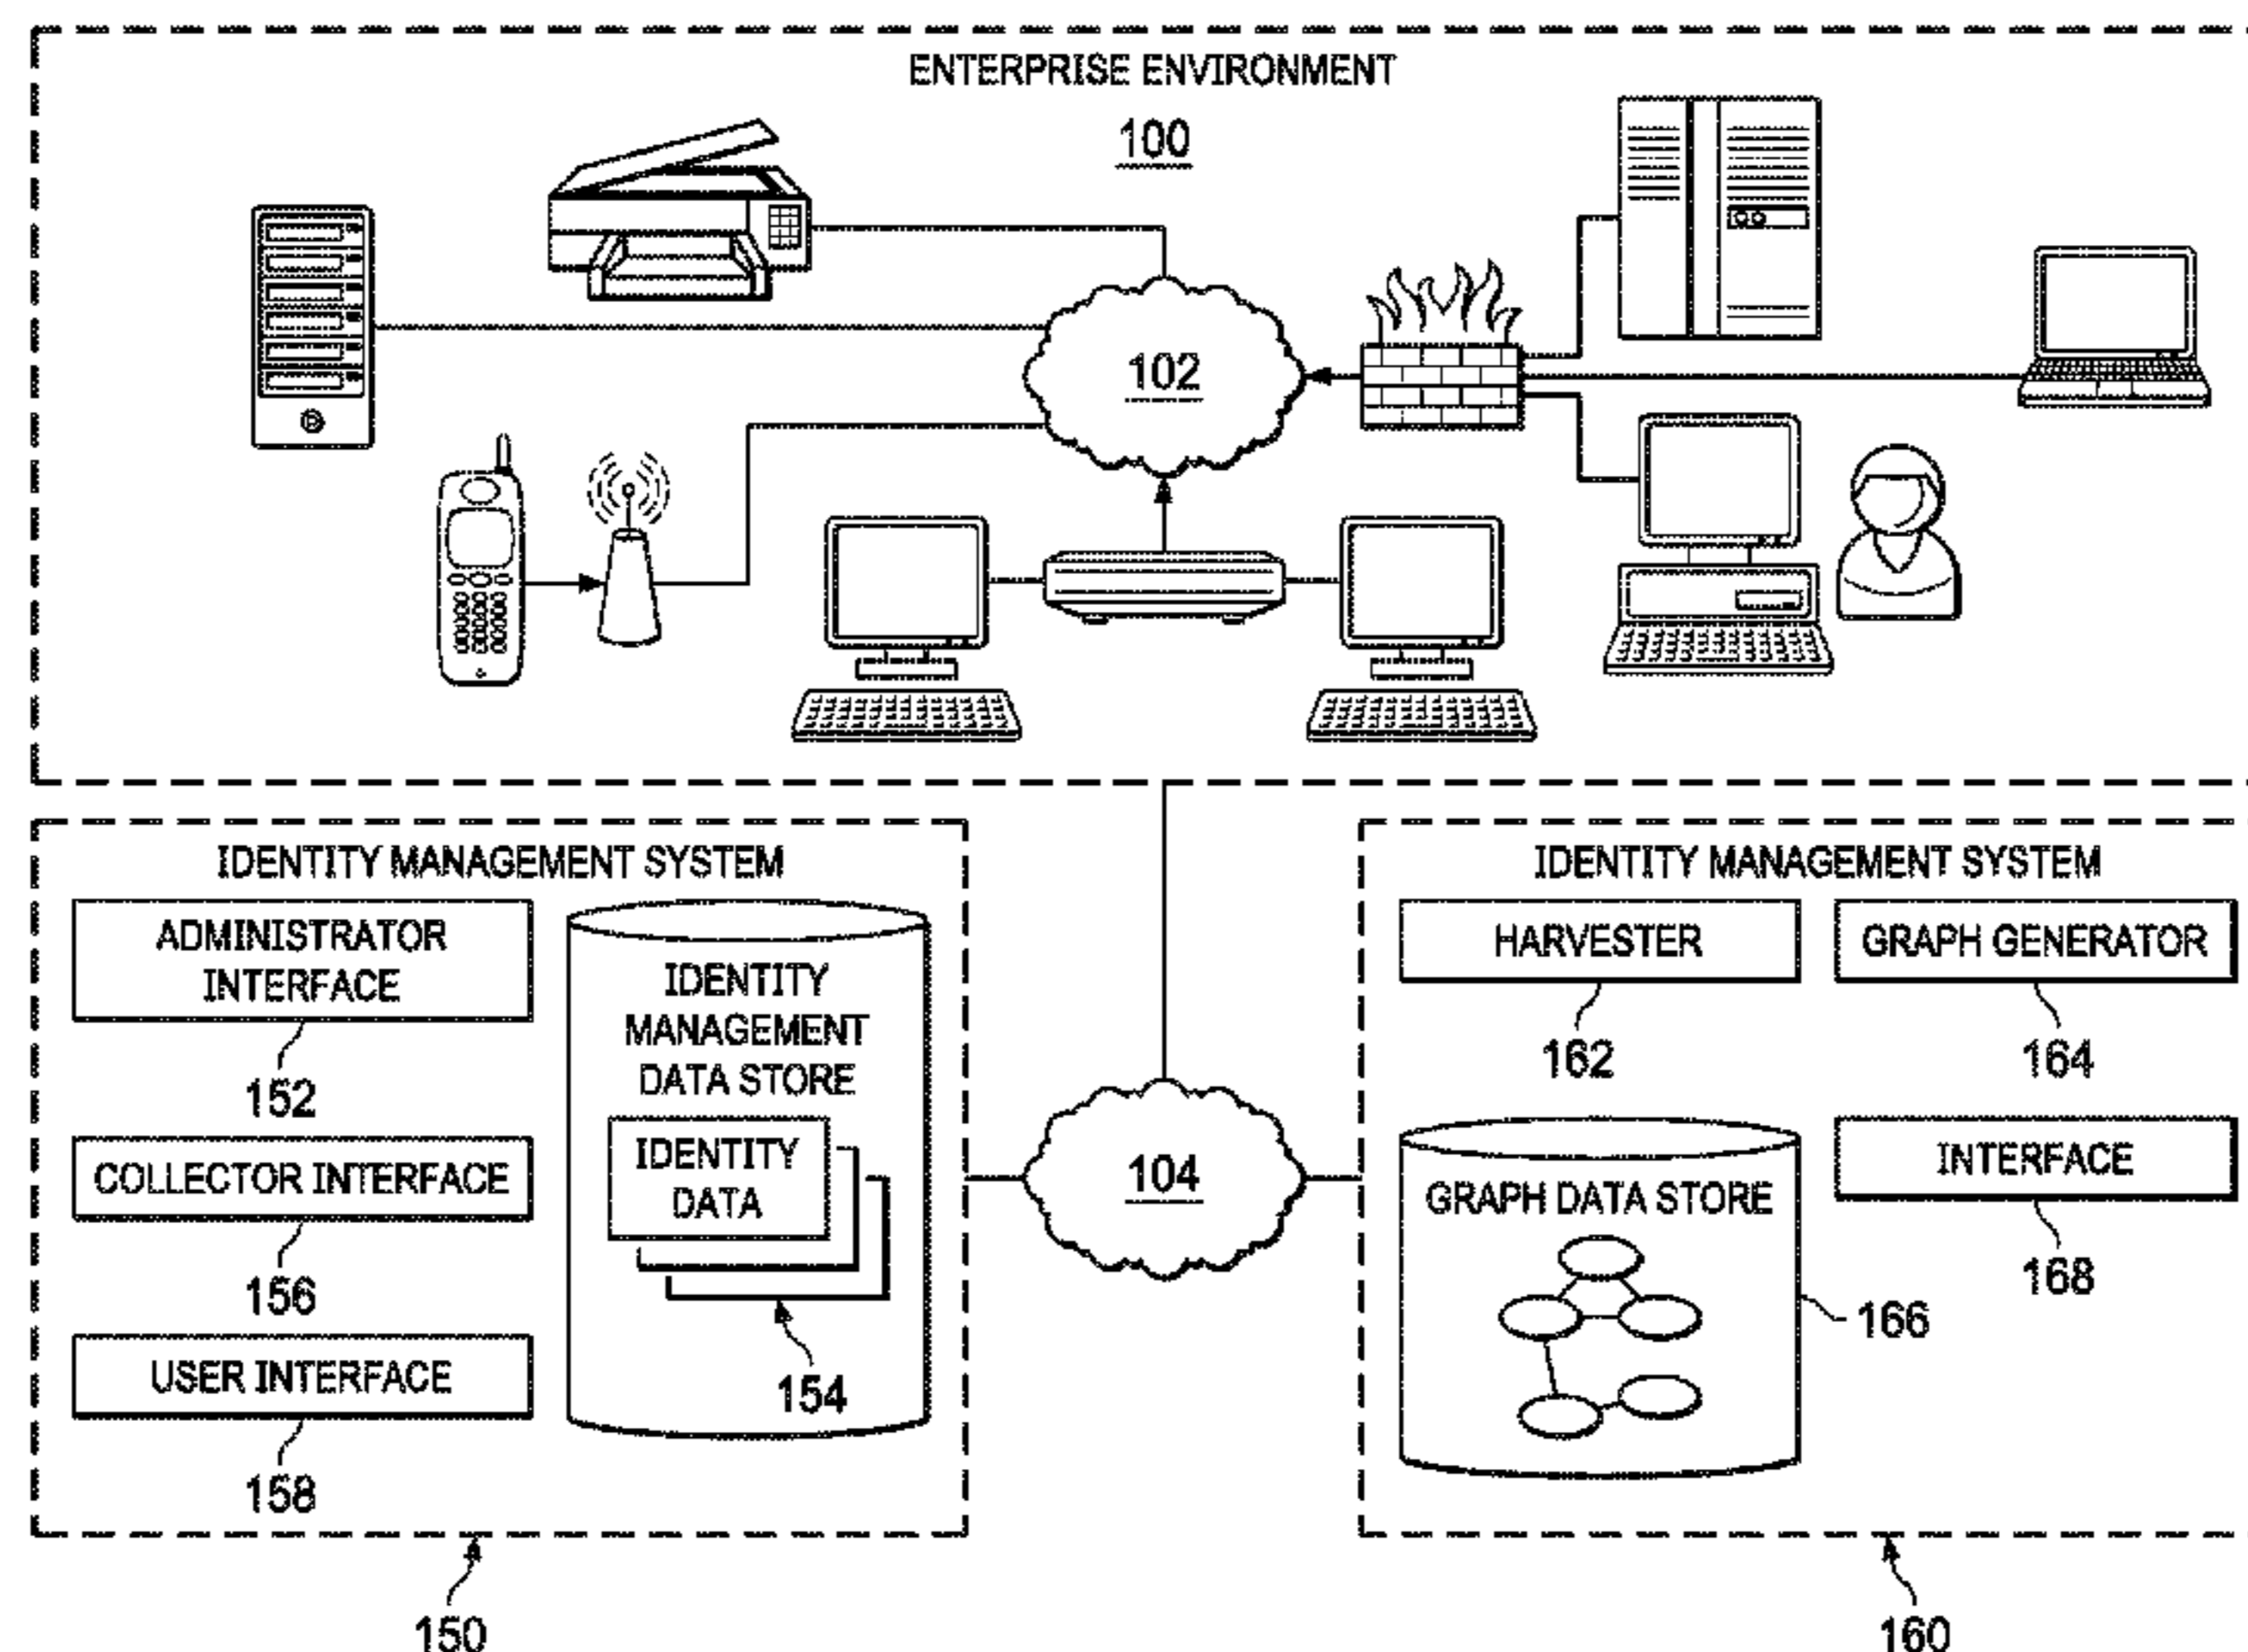 ENTERPRISE ENVIRONMENT
100
102
IDENTITY MANAGEMENT SYSTEM
ADMINISTRATOR
INTERFACE
152
COLLECTOR INTERFACE
156
USER INTERFACE
158
IDENTITY
MANAGEMENT
DATA STORE
IDENTITY
DATA
154
150
104
IDENTITY MANAGEMENT SYSTEM
HARVESTER
162
GRAPH GENERATOR
164
GRAPH DATA STORE
166
INTERFACE
168
160